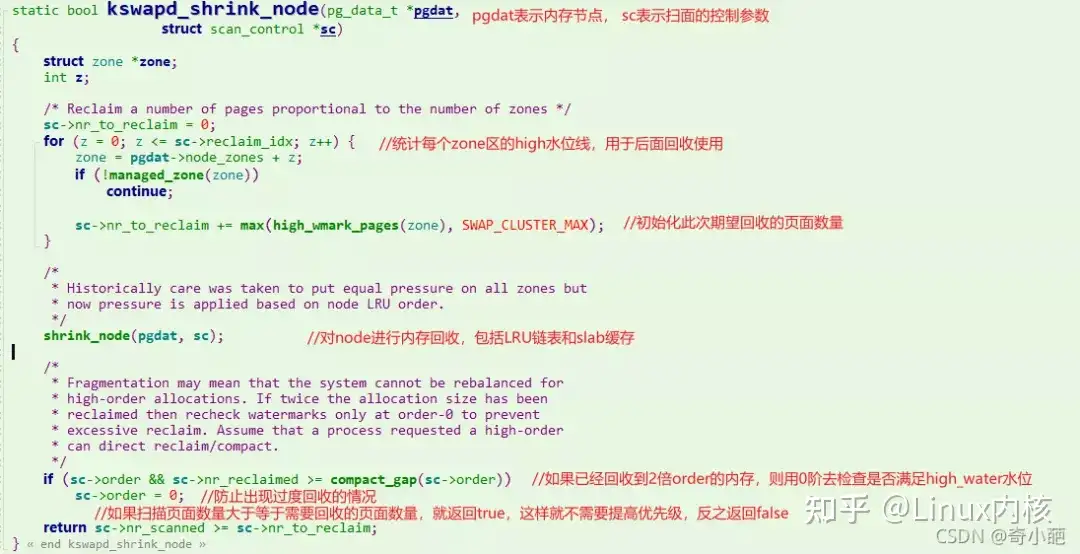 static bool kswapd_shrink_node(pg_data_t *pgdat, pgdat表示内存节点， sc表示扫面的控制参数
struct scan_control *sc)
{
struct zone *zone;
int z;
/* Reclaim a number of pages proportional to the number of zones */
sc->nr_to_reclaim = 0;
for (z = 0; z <= sc->reclaim_idx; z++) { //统计每个zone区的high水位线，用于后面回收使用
zone = pgdat->node_zones + z;
if (!managed_zone(zone))
continue;
sc->nr_to_reclaim += max(high_wmark_pages(zone), SWAP_CLUSTER_MAX); //初始化此次期望回收的页面数量
}
/*
* Historically care was taken to put equal pressure on all zones but
* now pressure is applied based on node LRU order.
*/
shrink_node(pgdat, sc); //对node进行内存回收，包括LRU链表和slab缓存
/*
* Fragmentation may mean that the system cannot be rebalanced for
* high-order allocations. If twice the allocation size has been
* reclaimed then recheck watermarks only at order-0 to prevent
* excessive reclaim. Assume that a process requested a high-order
* can direct reclaim/compact.
*/
if (sc->order && sc->nr_reclaimed >= compact_gap(sc->order)) //如果已经回收到2倍order的内存，则用0阶去检查是否满足high_water水位
sc->order = 0; //防止出现过度回收的情况
//如果扫描页面数量大于等于需要回收的页面数量，就返回true，这样就不需要提高优先级，反之返回false
return sc->nr_scanned >= sc->nr_to_reclaim;
} « end kswapd_shrink_node »
知乎 @Linux内核
CSDN @奇小葩